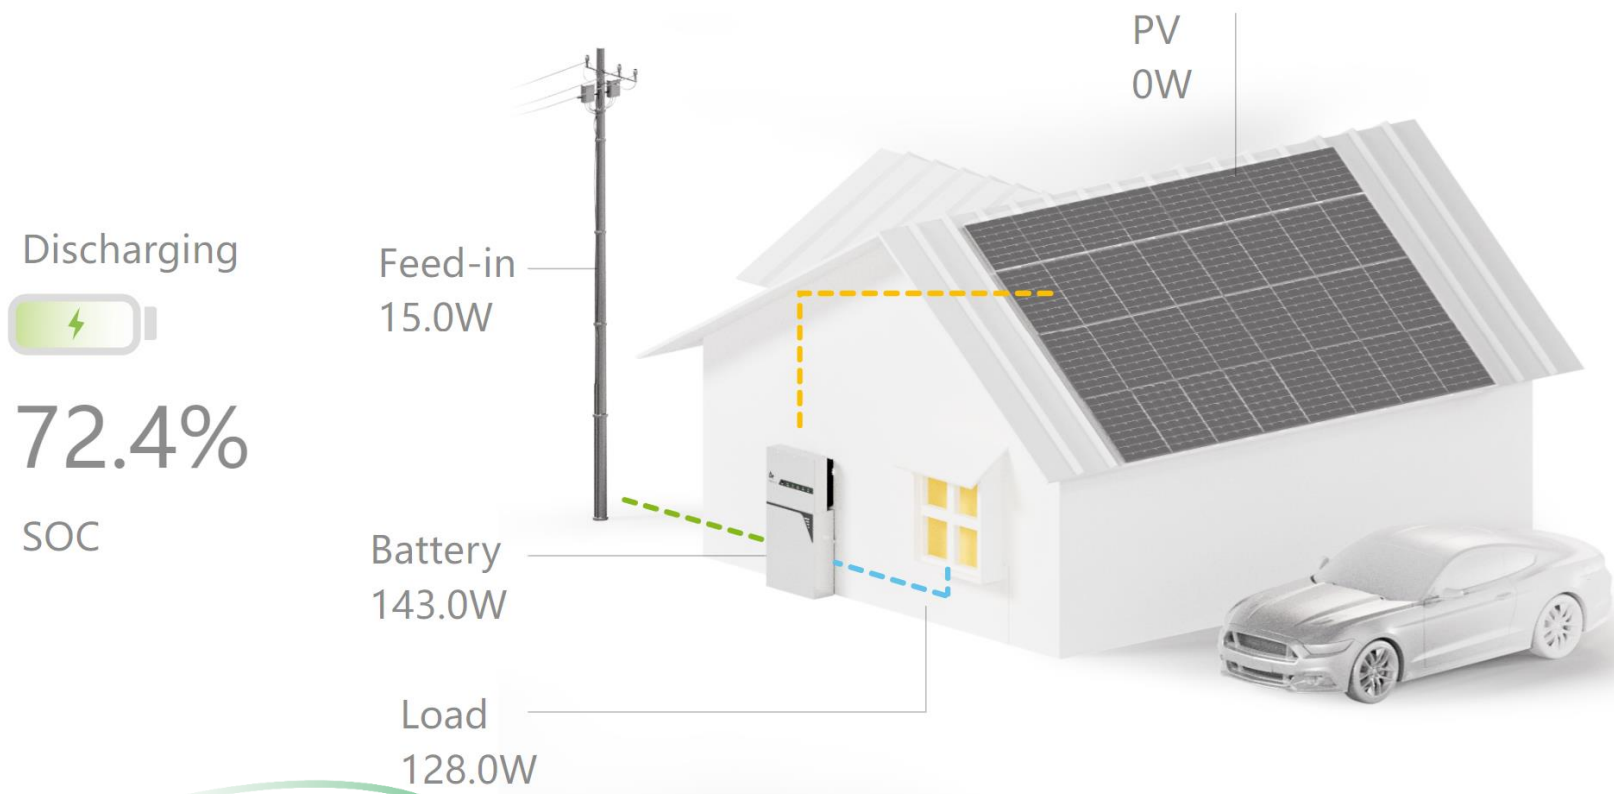 PV
0W
Discharging
Feed-in
15.0W
72.4%
SOC
Battery
143.0W
Load
128.0W